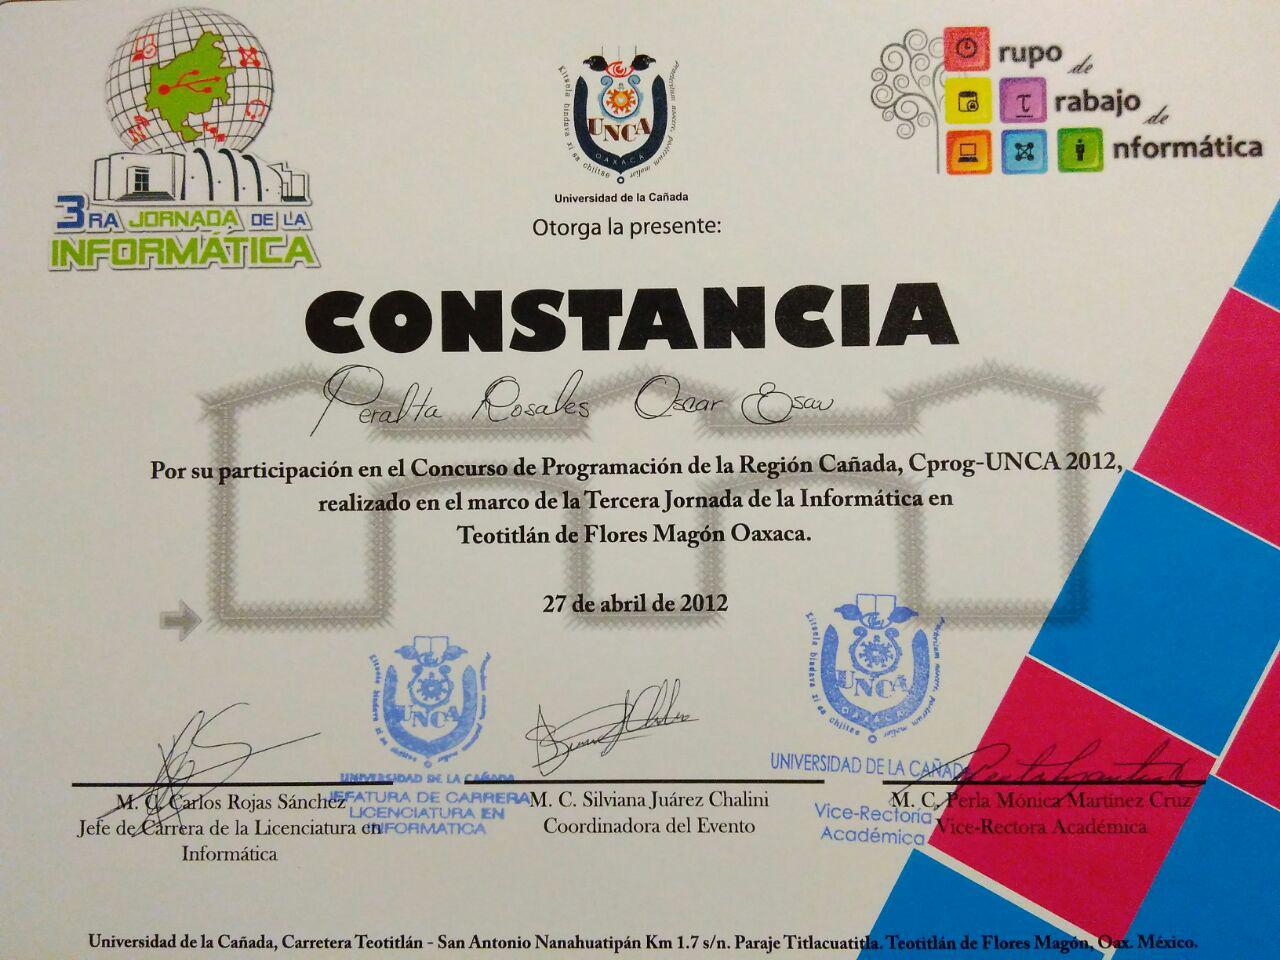 3RA JORNADA DE LA
INFORMÁTICA
UNCA
OAXACA
Universidad de la Cañada
Grupo de
Trabajo de
Informática
Otorga la presente:
CONSTANCIA
Peralta Rosales Oscar Esau
Por su participación en el Concurso de Programación de la Región Cañada, Cprog-UNCA 2012,
realizado en el marco de la Tercera Jornada de la Informática en
Teotitlán de Flores Magón Oaxaca.
27 de abril de 2012
UNCA
UNIVERSIDAD DE LA CAÑADA
JEFATURA DE CARRERA
LICENCIATURA EN
INFORMATICA
UNCA
OAXACA
UNIVERSIDAD DE LA CAÑADA
Vice-Rectoria
Académica
M. C. Carlos Rojas Sánchez
Jefe de Carrera de la Licenciatura en
Informática
M. C. Silviana Juárez Chalini
Coordinadora del Evento
M. C. Perla Mónica Martínez Cruz
Vice-Rectora Académica
Universidad de la Cañada, Carretera Teotitlán - San Antonio Nanahuatipán Km 1.7 s/n. Paraje Titlacuatitla. Teotitlán de Flores Magón, Oax. México.